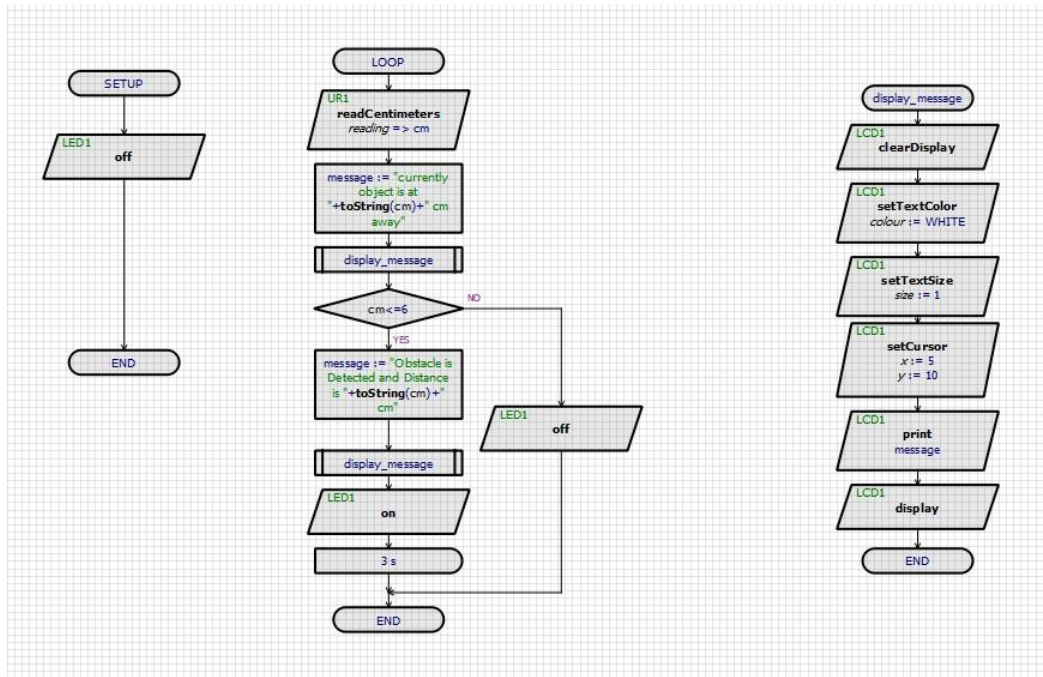 SETUP
LED1
off
END
LOOP
UR1
readCentimeters
reading => cm
message := "currently
object is at
"+toString(cm)+" cm
away"
display_message
cm<=6
NO
YES
message := "Obstacle is
Detected and Distance
is "+toString(cm)+"
cm"
display_message
LED1
on
3 s
END
LED1
off
display_message
LCD1
clearDisplay
LCD1
setTextColor
colour := WHITE
LCD1
setTextSize
size := 1
LCD1
setCursor
x := 5
y := 10
LCD1
print
message
LCD1
display
END